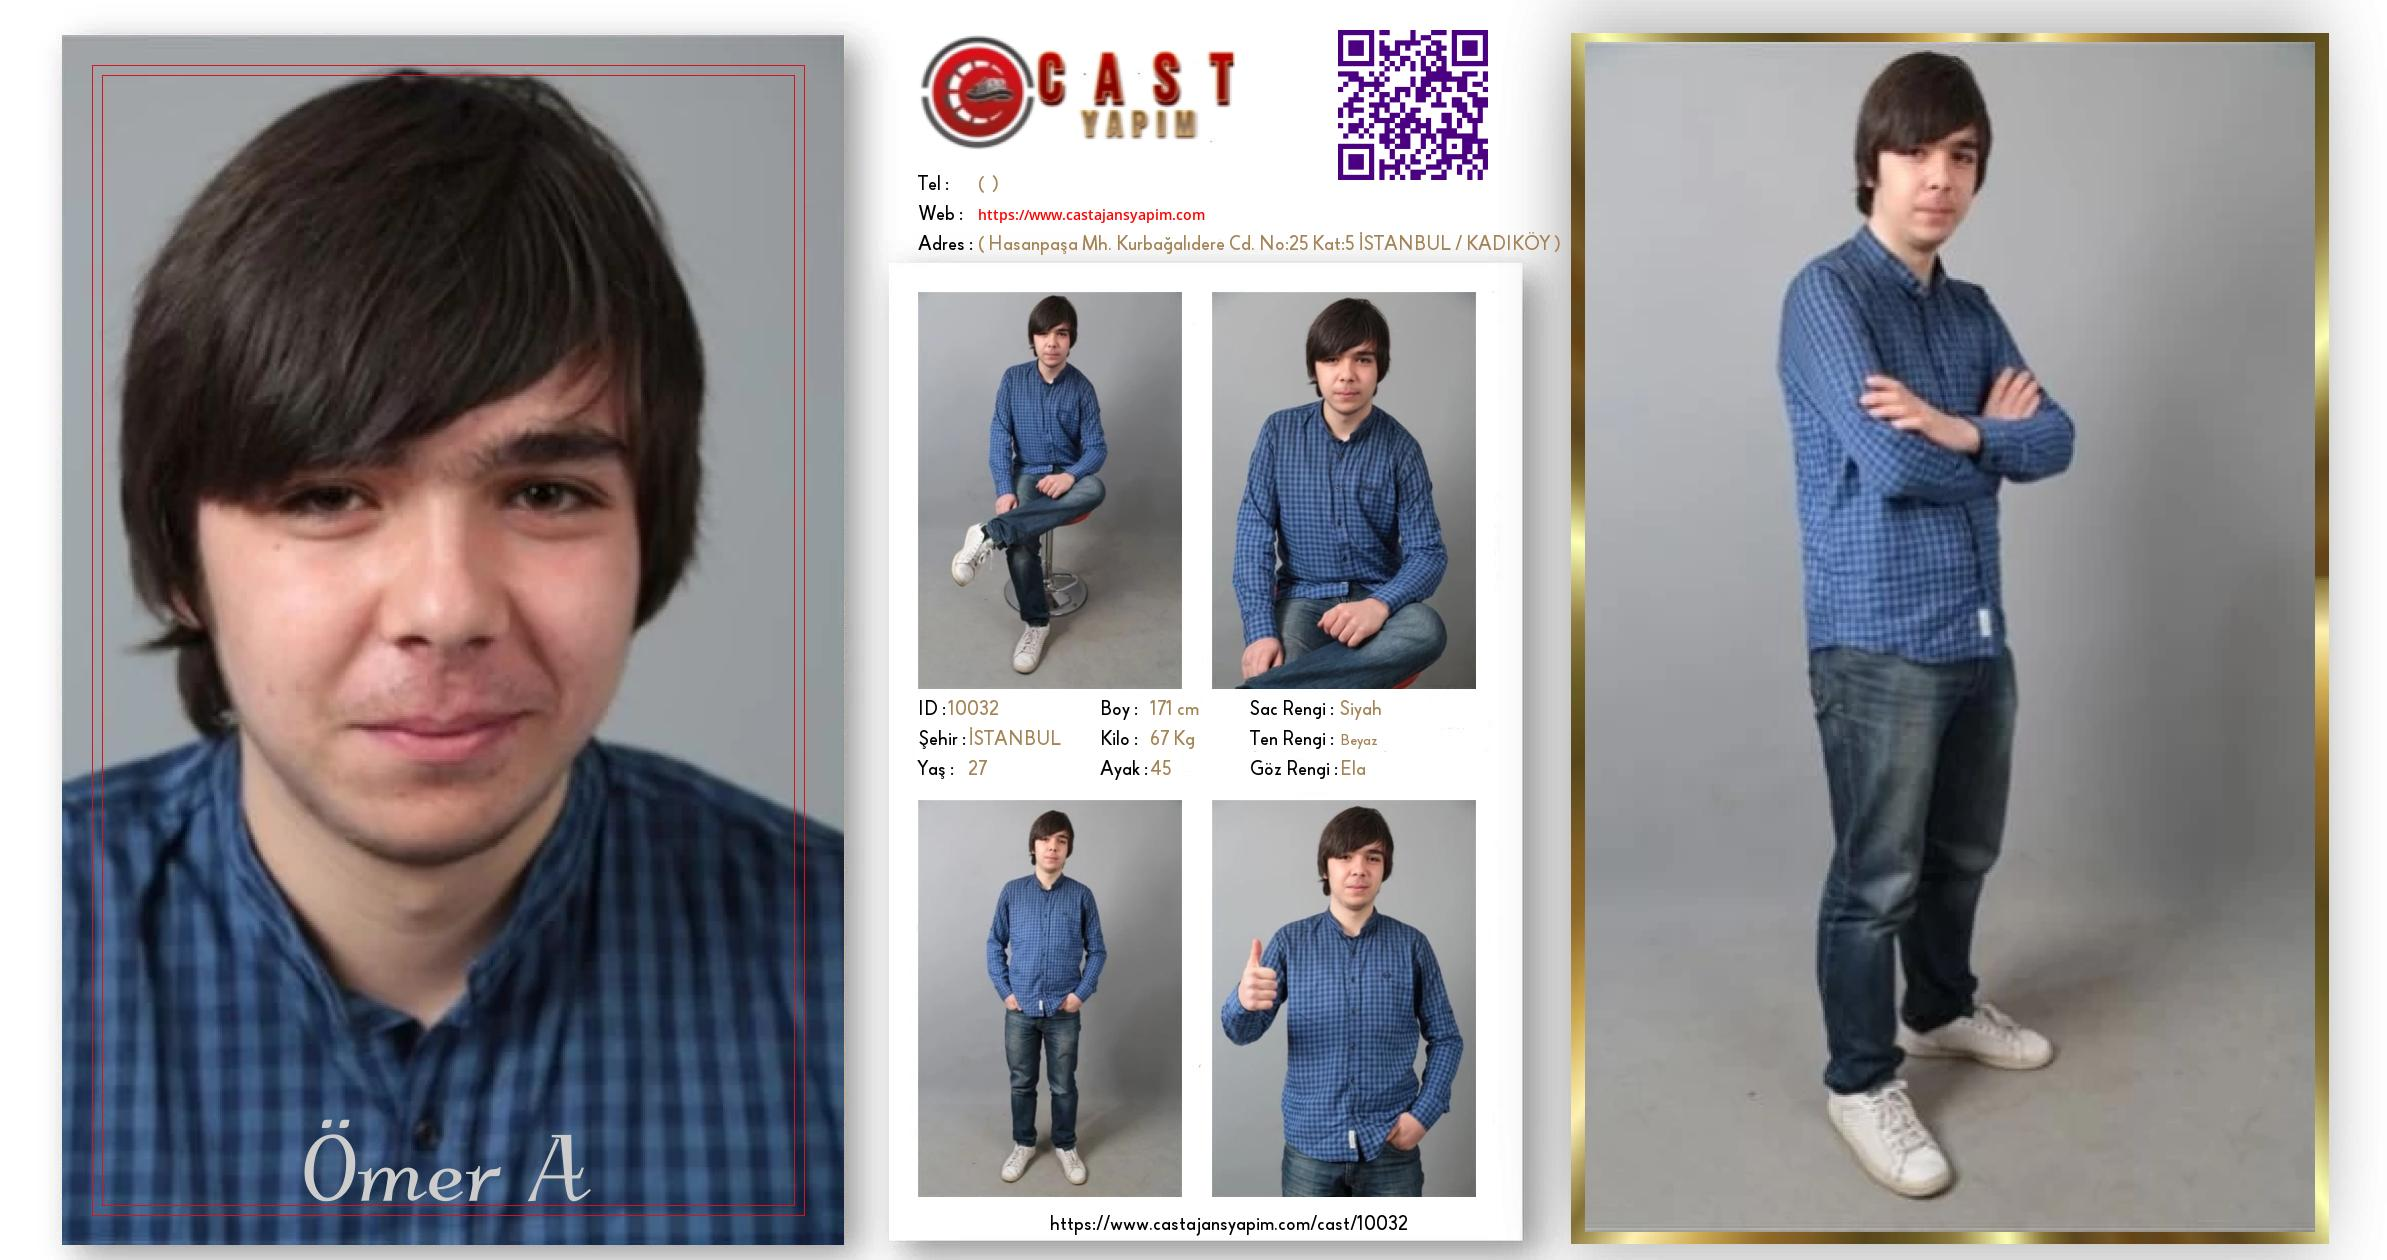 Ömer A
CAST
YAPIM
Tel : ( )
Web : https://www.castajansyapim.com
Adres : ( Hasanpaşa Mh. Kurbağalıdere Cd. No:25 Kat:5 İSTANBUL / KADIKÖY )
ID : 10032 Boy : 171 cm Sac Rengi : Siyah
Şehir : İSTANBUL Kilo : 67 Kg Ten Rengi : Beyaz
Yaş : 27 Ayak : 45 Göz Rengi : Ela
https://www.castajansyapim.com/cast/10032